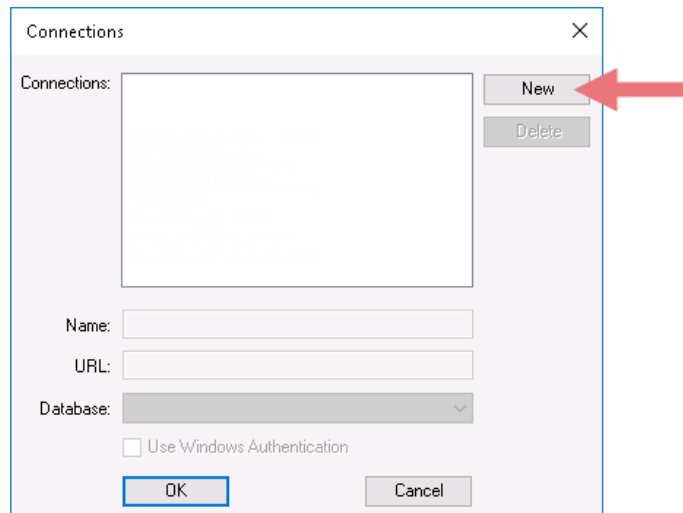 Connections
Connections:
New
Delete
Name:
URL:
Database:
Use Windows Authentication
OK
Cancel